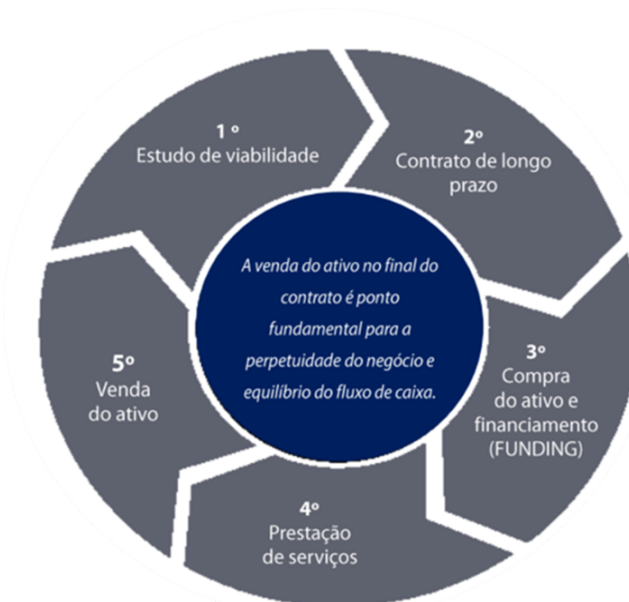 1 º
Estudo de viabilidade
2º
Contrato de longo
prazo
3º
Compra
do ativo e
financiamento
(FUNDING)
4º
Prestação
de serviços
5º
Venda
do ativo
A venda do ativo no final do
contrato é ponto
fundamental para a
perpetuidade do negócio e
equilíbrio do fluxo de caixa.